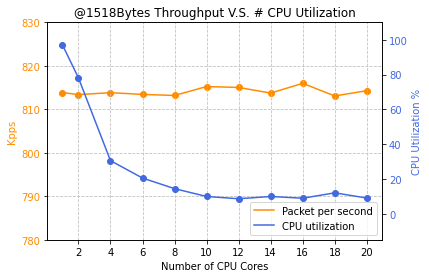 @1518Bytes Throughput V.S. # CPU Utilization
830
820
810
800
790
780
Kpps
100
80
60
40
20
0
CPU Utilization %
Packet per second
CPU utilization
2 4 6 8 10 12 14 16 18 20
Number of CPU Cores